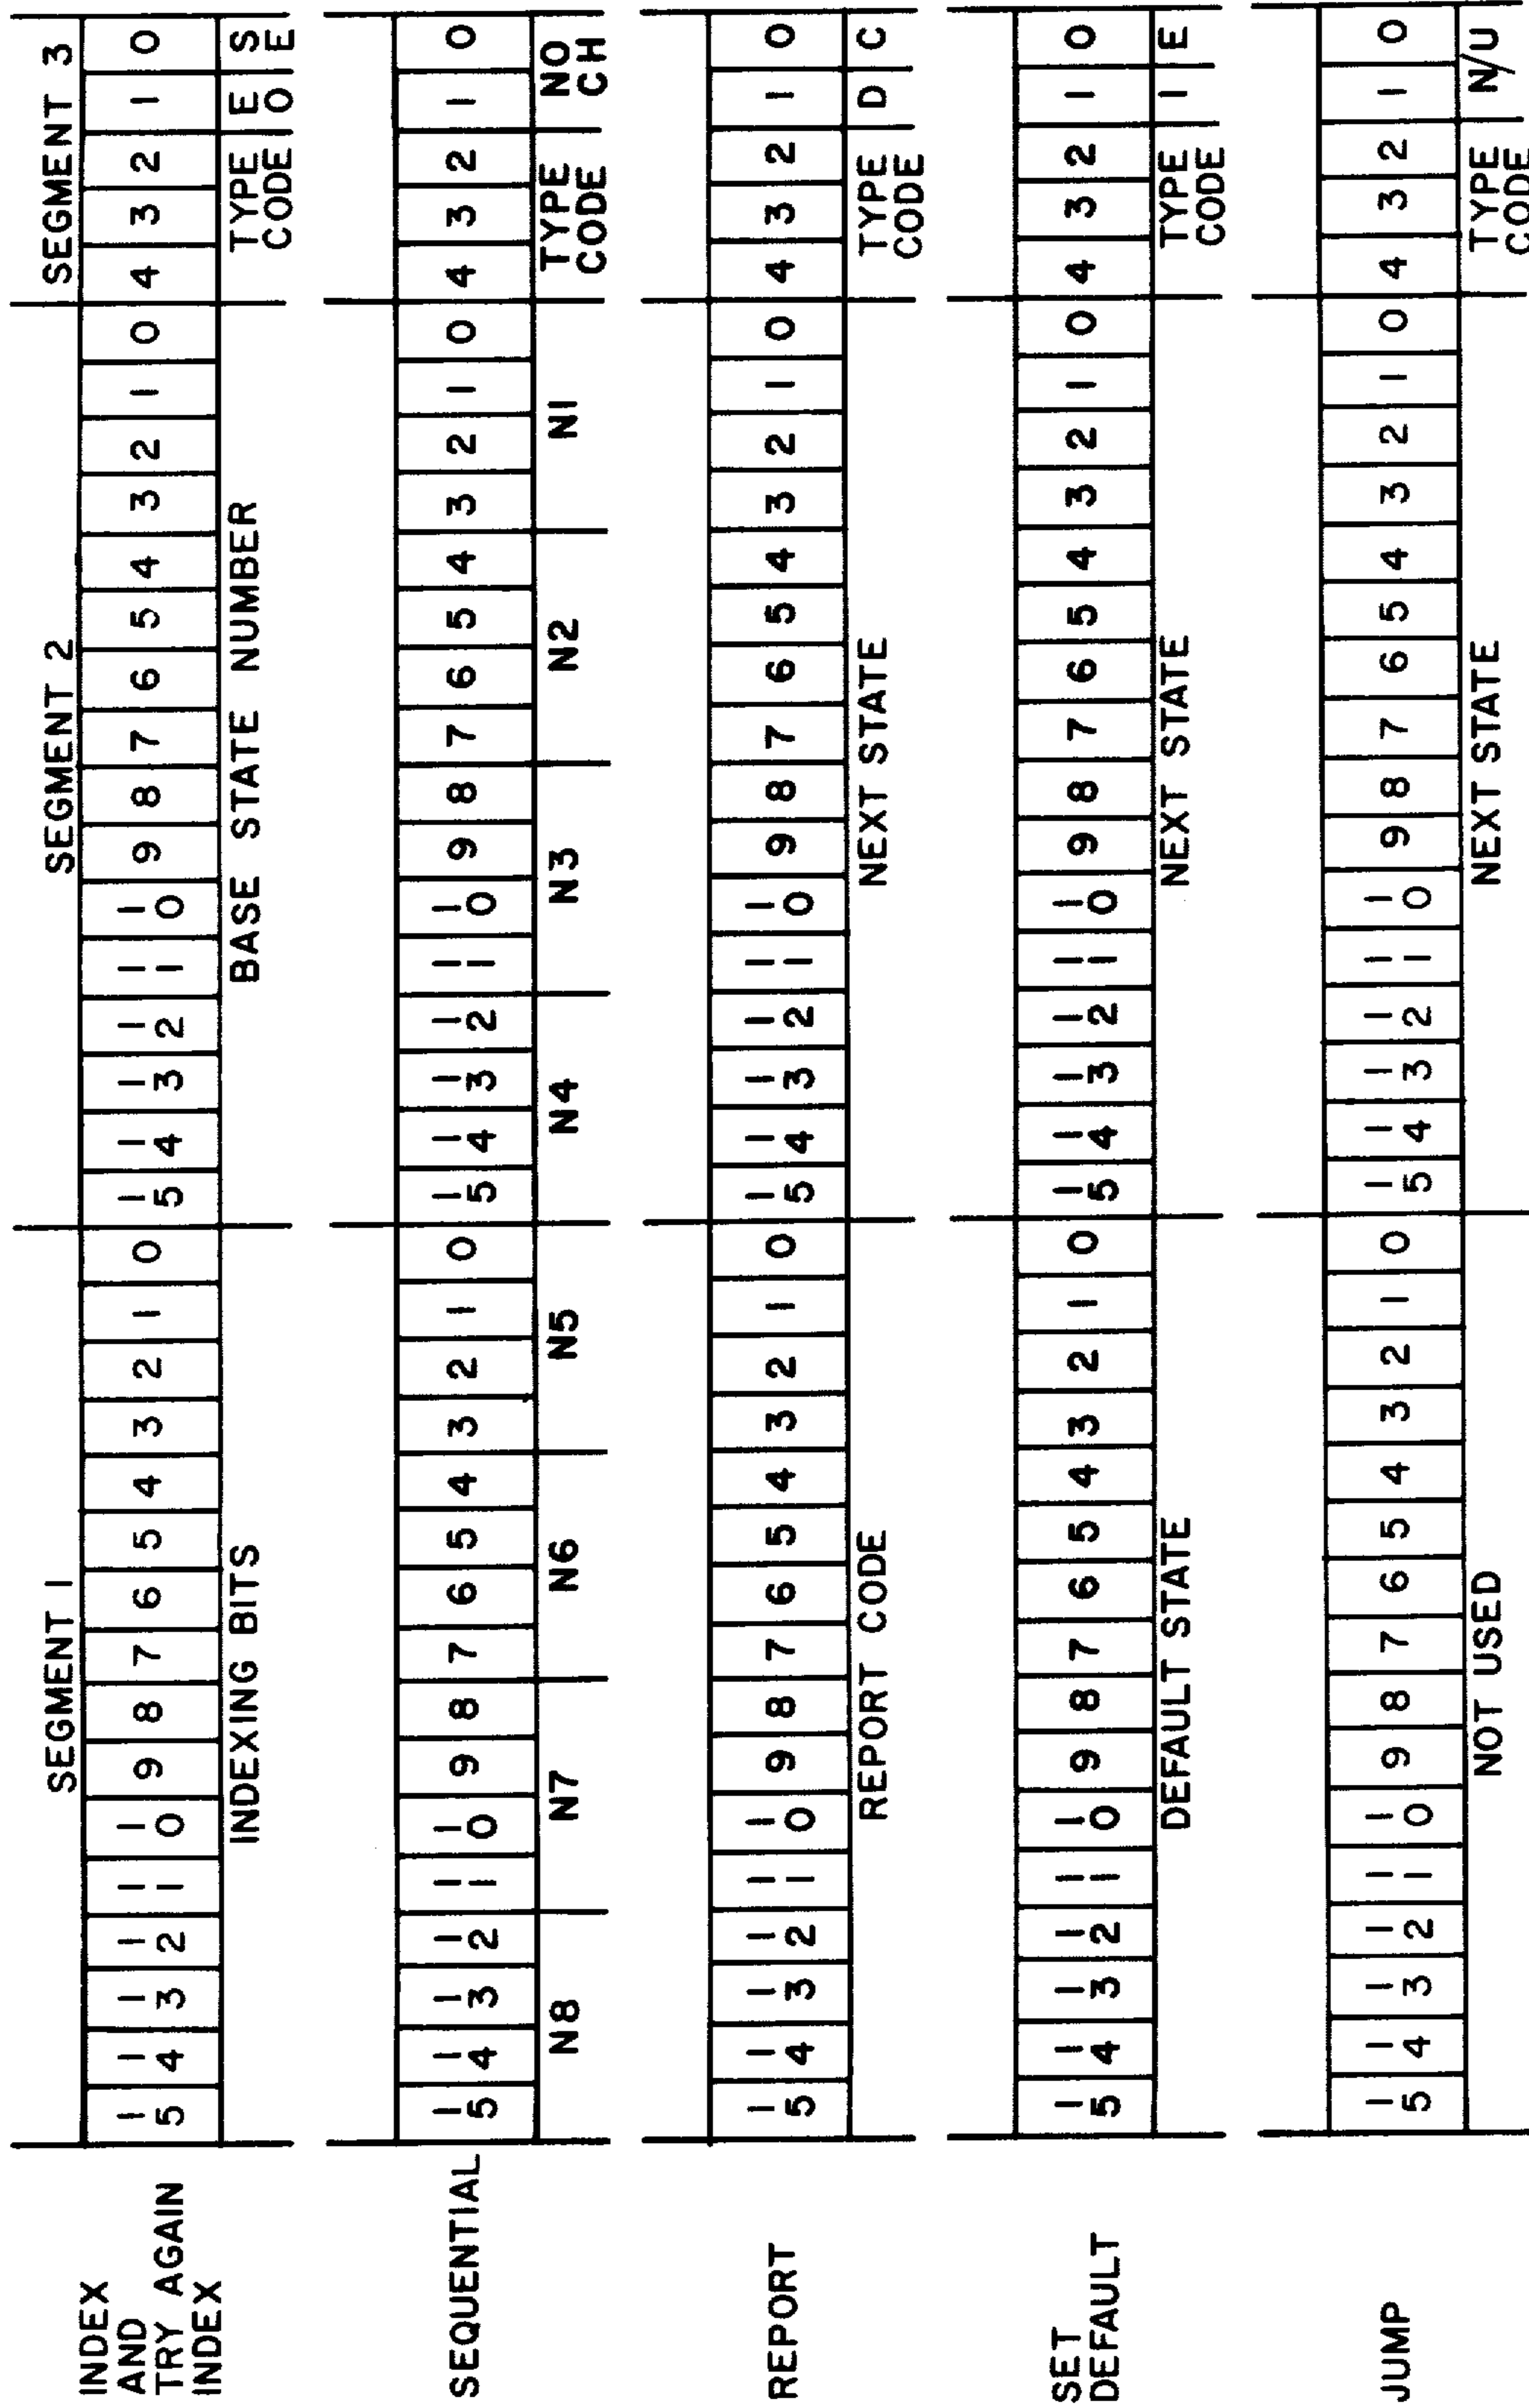 SEGMENT 1 SEGMENT 2 SEGMENT 3
INDEX
AND
TRY AGAIN
INDEX
15 14 13 12 11 10 9 8 7 6 5 4 3 2 1 0 15 14 13 12 11 10 9 8 7 6 5 4 3 2 1 0 4 3 2 1 0
INDEXING BITS BASE STATE NUMBER TYPE E S
CODE O E
SEQUENTIAL
15 14 13 12 11 10 9 8 7 6 5 4 3 2 1 0 15 14 13 12 11 10 9 8 7 6 5 4 3 2 1 0 4 3 2 1 0
N8 N7 N6 N5 N4 N3 N2 N1 TYPE NO
CODE CH
REPORT
15 14 13 12 11 10 9 8 7 6 5 4 3 2 1 0 15 14 13 12 11 10 9 8 7 6 5 4 3 2 1 0 4 3 2 1 0
REPORT CODE NEXT STATE TYPE D C
CODE
SET
DEFAULT
15 14 13 12 11 10 9 8 7 6 5 4 3 2 1 0 15 14 13 12 11 10 9 8 7 6 5 4 3 2 1 0 4 3 2 1 0
DEFAULT STATE NEXT STATE TYPE I E
CODE
JUMP
15 14 13 12 11 10 9 8 7 6 5 4 3 2 1 0 15 14 13 12 11 10 9 8 7 6 5 4 3 2 1 0 4 3 2 1 0
NOT USED NEXT STATE TYPE N/U
CODE